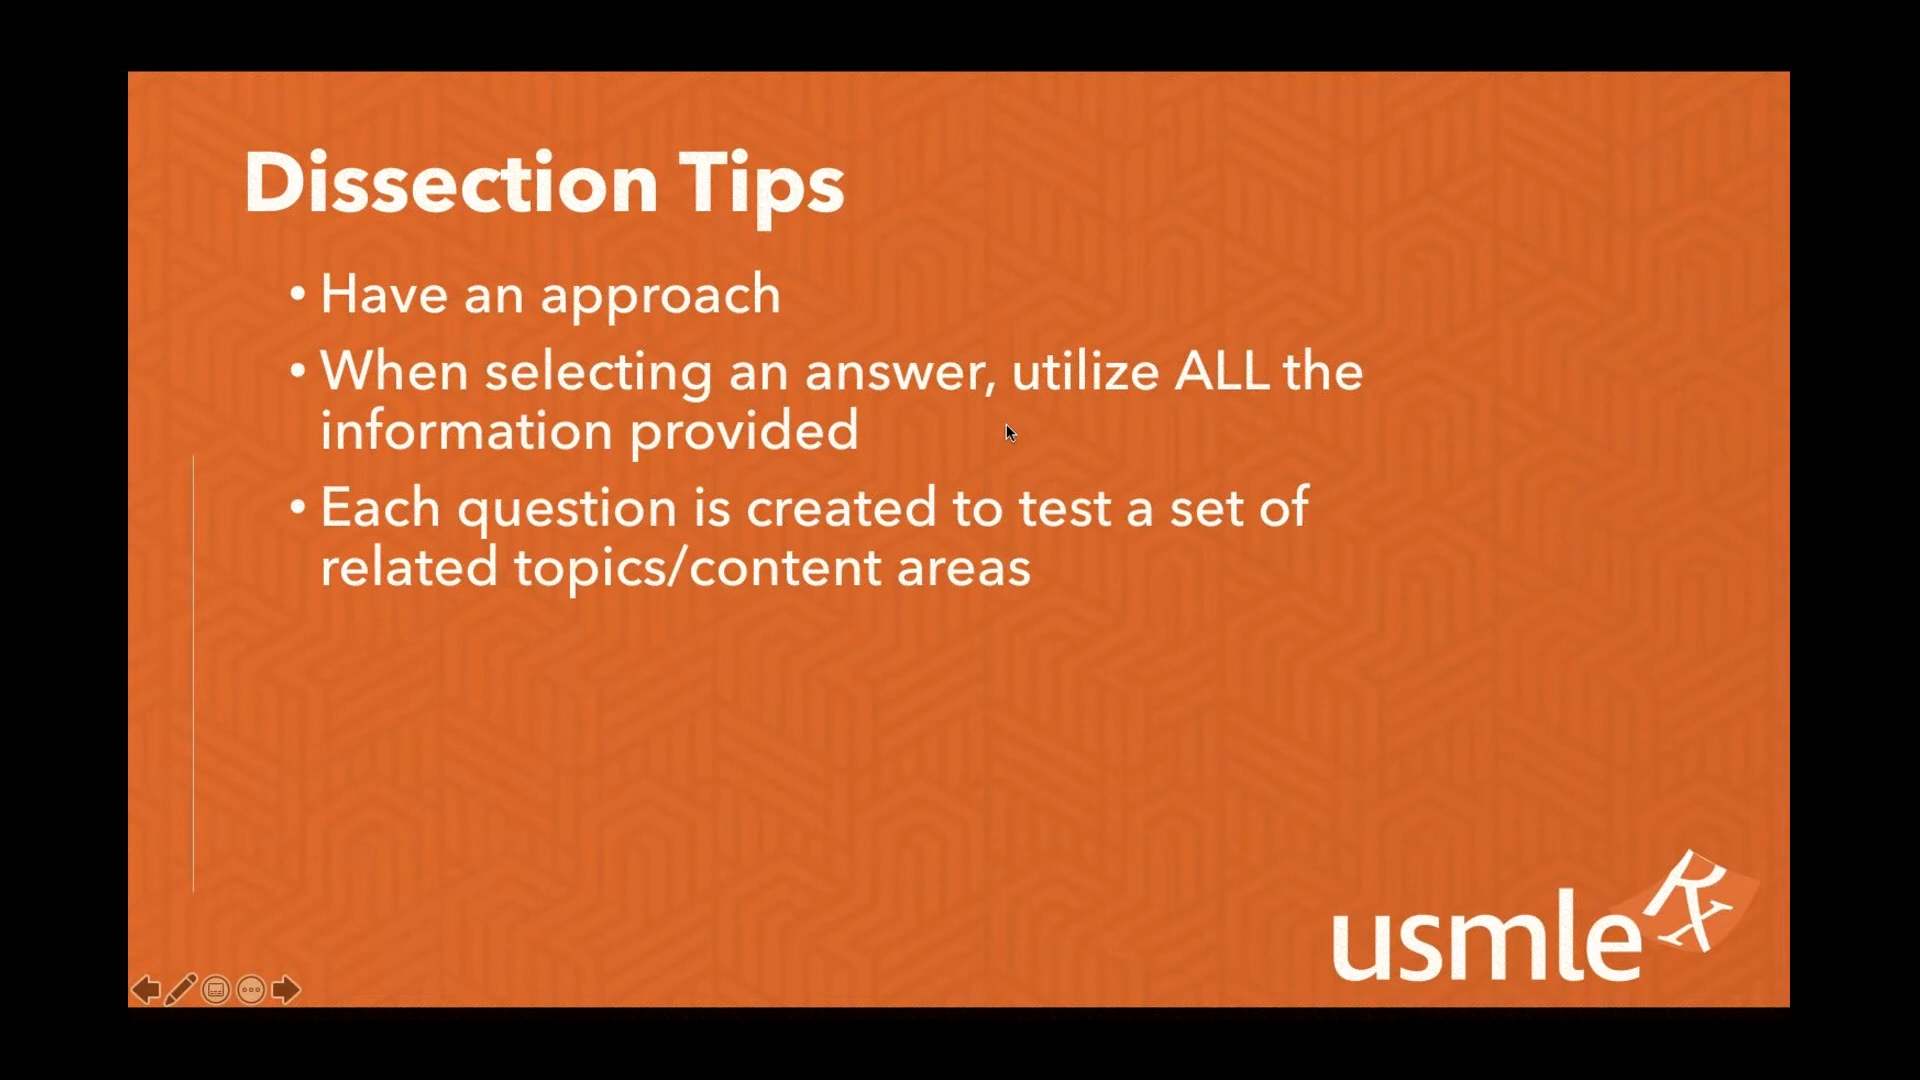 Dissection Tips
• Have an approach
• When selecting an answer, utilize ALL the
information provided
• Each question is created to test a set of
related topics/content areas
usmle Rx